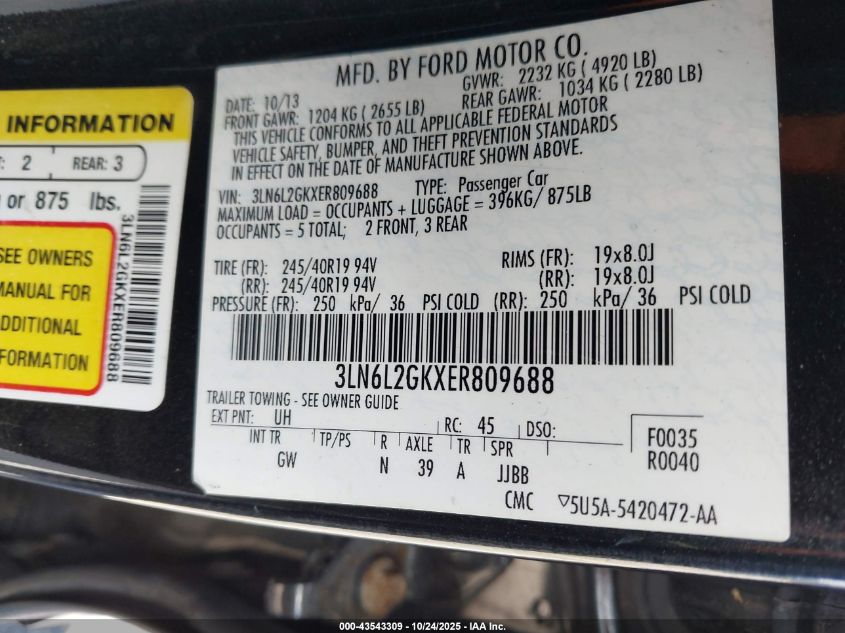 INFORMATION
: 2 REAR: 3
or 875 lbs.
SEE OWNERS
MANUAL FOR
ADDITIONAL
INFORMATION
3LN6L2GKXER809688
MFD. BY FORD MOTOR CO.
DATE: 10/13 GVWR: 2232 KG ( 4920 LB)
FRONT GAWR: 1204 KG ( 2655 LB) REAR GAWR: 1034 KG ( 2280 LB)
THIS VEHICLE CONFORMS TO ALL APPLICABLE FEDERAL MOTOR
VEHICLE SAFETY, BUMPER, AND THEFT PREVENTION STANDARDS
IN EFFECT ON THE DATE OF MANUFACTURE SHOWN ABOVE.
VIN: 3LN6L2GKXER809688 TYPE: Passenger Car
MAXIMUM LOAD = OCCUPANTS + LUGGAGE = 396KG/ 875LB
OCCUPANTS = 5 TOTAL; 2 FRONT, 3 REAR
TIRE (FR): 245/40R19 94V RIMS (FR): 19x8.0J
(RR): 245/40R19 94V (RR): 19x8.0J
PRESSURE (FR): 250 kPa/ 36 PSI COLD (RR): 250 kPa/ 36 PSI COLD
3LN6L2GKXER809688
TRAILER TOWING - SEE OWNER GUIDE
EXT PNT: UH RC: 45 DSO: F0035
INT TR TP/PS R AXLE TR SPR R0040
GW N 39 A JJBB
CMC ▽5U5A-5420472-AA
000-43543309 • 10/24/2025 - IAA Inc.